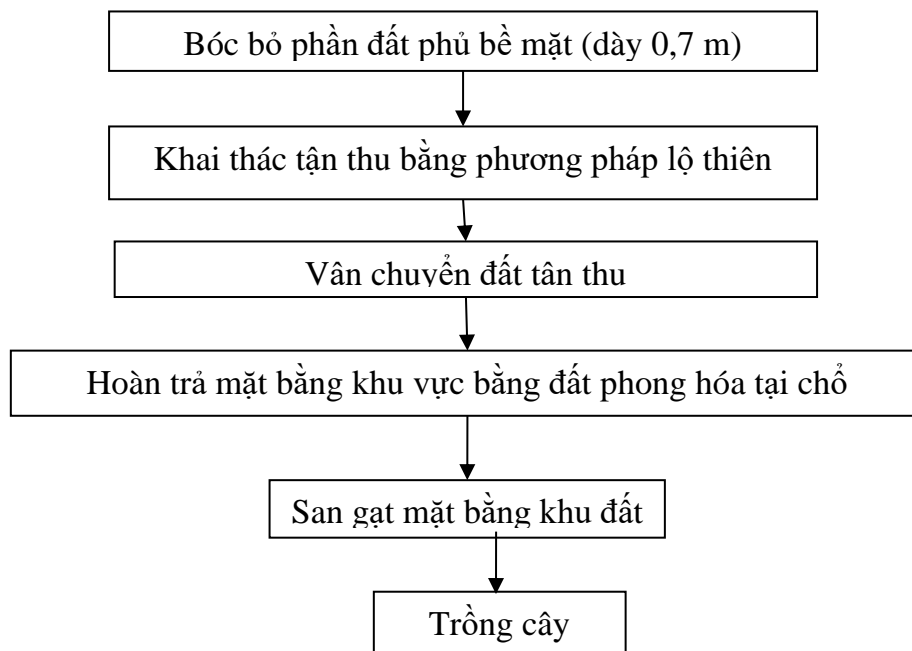 Bóc bỏ phần đất phủ bề mặt (dày 0,7 m)
Khai thác tận thu bằng phương pháp lộ thiên
Vân chuyển đất tân thu
Hoàn trả mặt bằng khu vực bằng đất phong hóa tại chổ
San gạt mặt bằng khu đất
Trồng cây